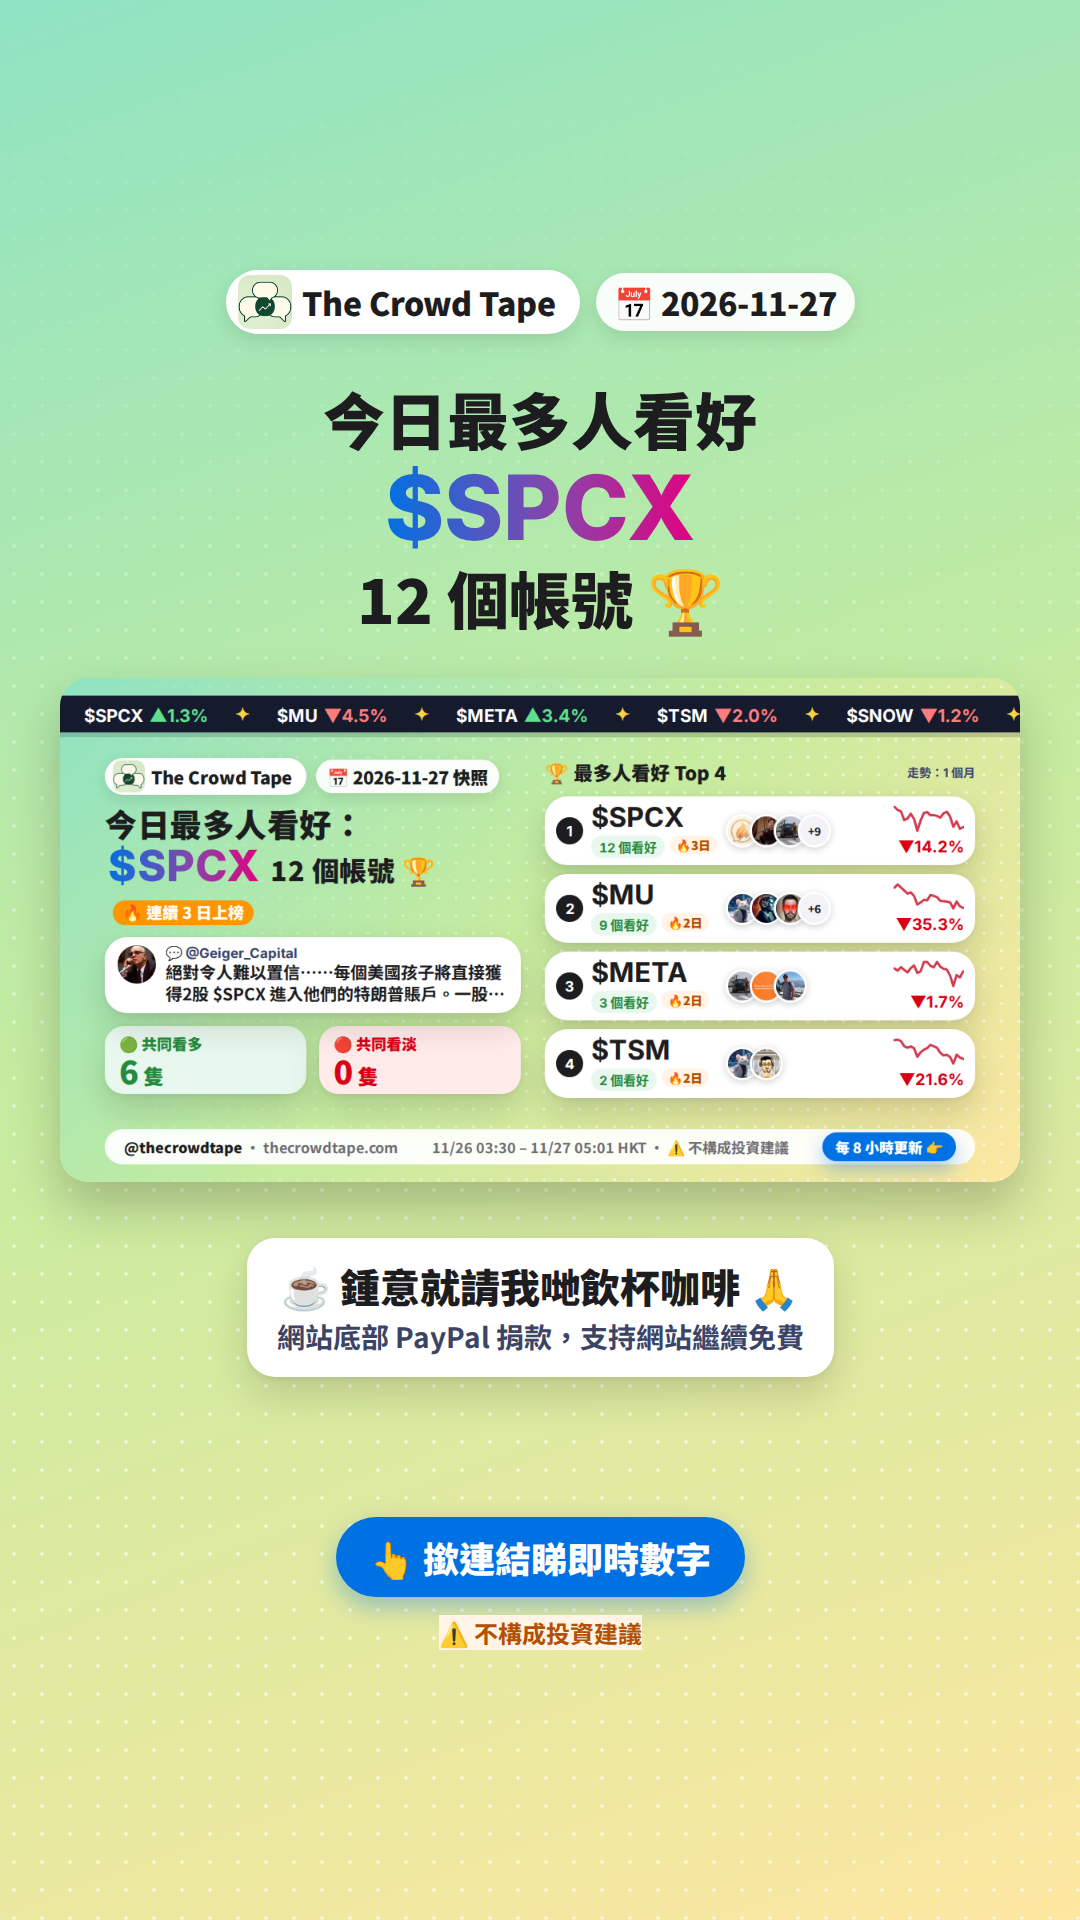 The Crowd Tape
July 17 2026-11-27
今日最多人看好
$SPCX
12 個帳號
$SPCX ▲1.3% ✦ $MU ▼4.5% ✦ $META ▲3.4% ✦ $TSM ▼2.0% ✦ $SNOW ▼1.2% ✦
The Crowd Tape
2026-11-27 快照
今日最多人看好：
$SPCX 12 個帳號
連續 3 日上榜
@Geiger_Capital
絕對令人難以置信⋯⋯每個美國孩子將直接獲
得2股 $SPCX 進入他們的特朗普賬戶。一股⋯
共同看多
6 隻
共同看淡
0 隻
最多人看好 Top 4
走勢：1 個月
1 $SPCX +9
12 個看好 3日 ▼14.2%
2 $MU +6
9 個看好 2日 ▼35.3%
3 $META
3 個看好 2日 ▼1.7%
4 $TSM
2 個看好 2日 ▼21.6%
@thecrowdtape · thecrowdtape.com 11/26 03:30 – 11/27 05:01 HKT · ⚠️ 不構成投資建議 每 8 小時更新 👉
☕ 鍾意就請我哋飲杯咖啡 🙏
網站底部 PayPal 捐款，支持網站繼續免費
👆 撳連結睇即時數字
⚠️ 不構成投資建議